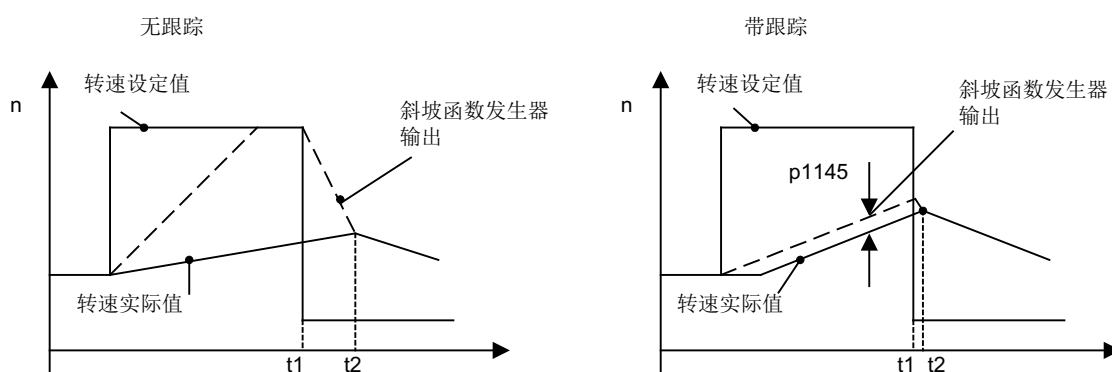 无跟踪
转速设定值
n
斜坡函数发生器
输出
转速实际值
t1
t2
带跟踪
转速设定值
n
斜坡函数发生器
输出
p1145
转速实际值
t1
t2